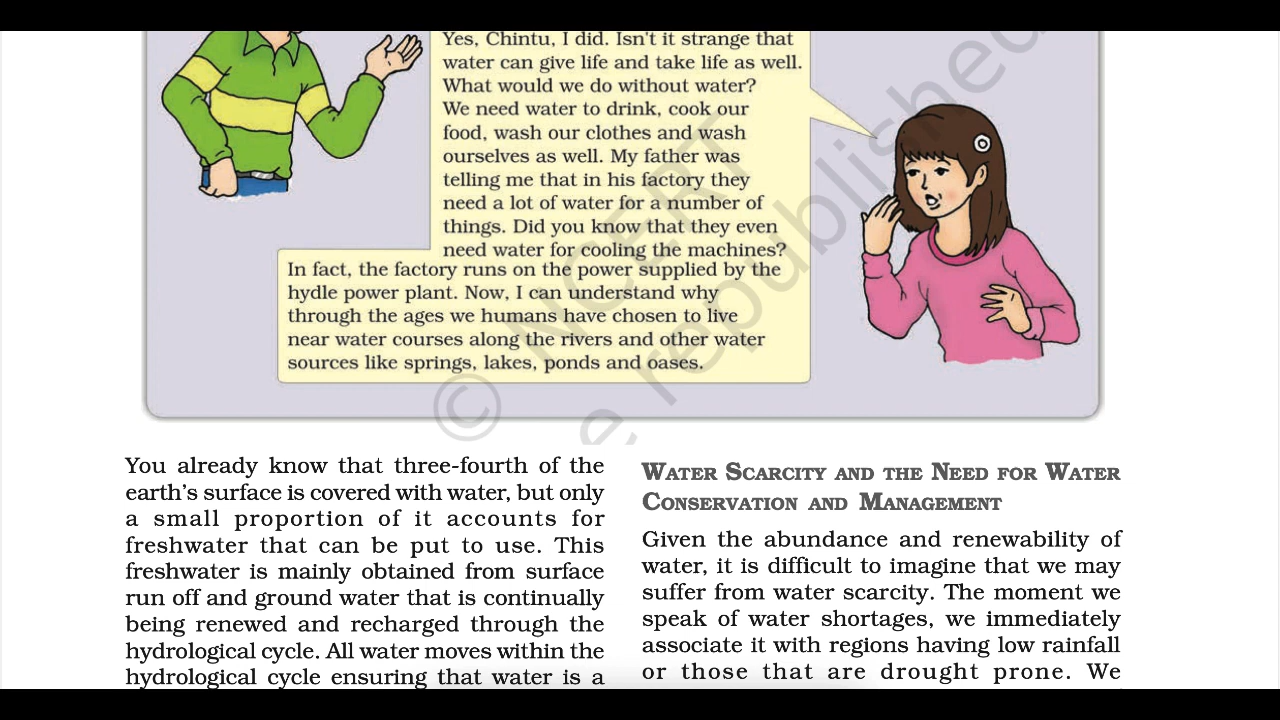 Yes, Chintu, I did. Isn't it strange that
water can give life and take life as well.
What would we do without water?
We need water to drink, cook our
food, wash our clothes and wash
ourselves as well. My father was
telling me that in his factory they
need a lot of water for a number of
things. Did you know that they even
need water for cooling the machines?
In fact, the factory runs on the power supplied by the
hydle power plant. Now, I can understand why
through the ages we humans have chosen to live
near water courses along the rivers and other water
sources like springs, lakes, ponds and oases.
© NCERT
e republished
You already know that three-fourth of the
earth's surface is covered with water, but only
a small proportion of it accounts for
freshwater that can be put to use. This
freshwater is mainly obtained from surface
run off and ground water that is continually
being renewed and recharged through the
hydrological cycle. All water moves within the
hydrological cycle ensuring that water is a
WATER SCARCITY AND THE NEED FOR WATER
CONSERVATION AND MANAGEMENT
Given the abundance and renewability of
water, it is difficult to imagine that we may
suffer from water scarcity. The moment we
speak of water shortages, we immediately
associate it with regions having low rainfall
or those that are drought prone. We